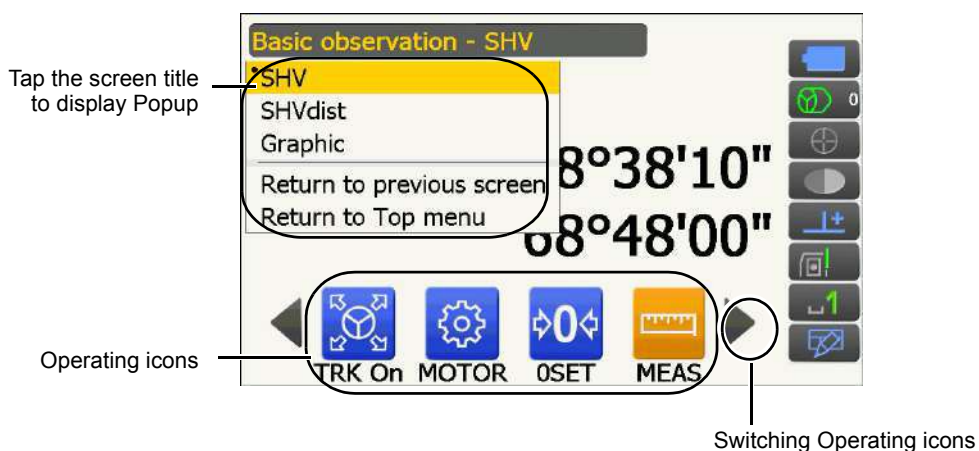 Basic observation - SHV
Tap the screen title
to display Popup
SHV
SHVdist
Graphic
Return to previous screen
Return to Top menu
8°38'10"
68°48'00"
0
1
Operating icons
0
TRK On
MOTOR
0SET
MEAS
Switching Operating icons